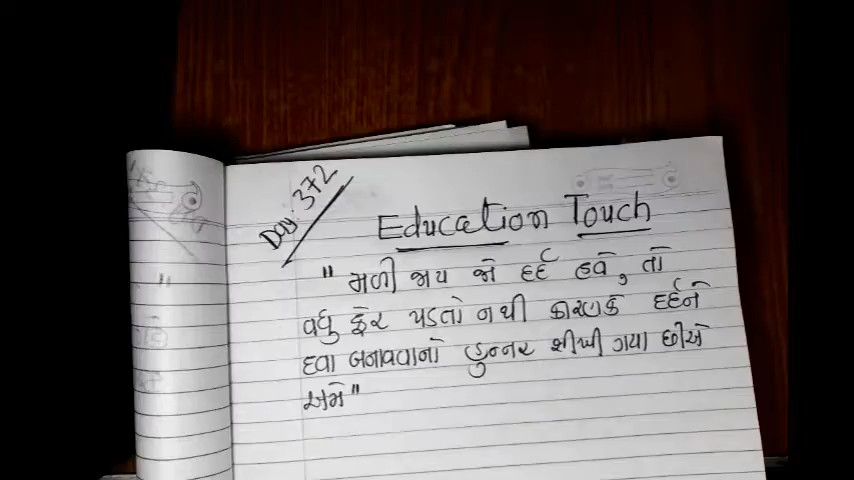 Day: 372
Education Touch
" મળી જાય જો દર્દ હવે, તો
વધુ ફેર પડતો નથી કારણકે દર્દને
દવા બનાવવાનો હુન્નર શીખી ગયા છીએ
અમે"